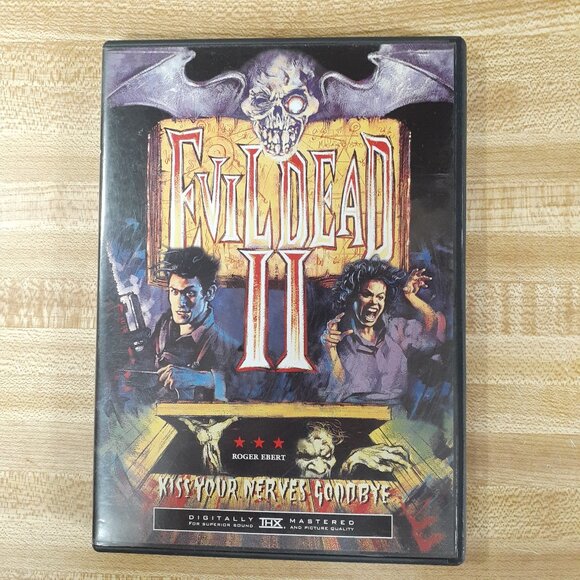 EVIL DEAD
II
★ ★ ★
ROGER EBERT
KISS YOUR NERVES GOODBYE
DIGITALLY THX MASTERED
FOR SUPERIOR SOUND AND PICTURE QUALITY